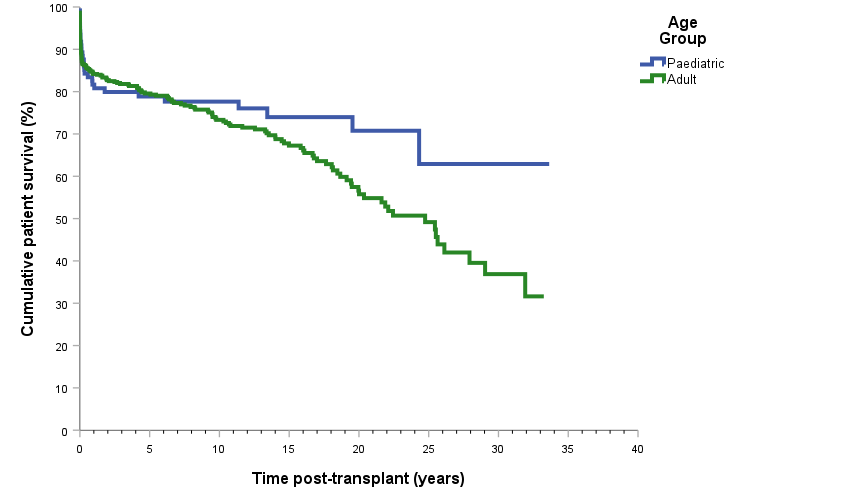 Age
Group
Paediatric
Adult
Cumulative patient survival (%)
100
90
80
70
60
50
40
30
20
10
0
0 5 10 15 20 25 30 35 40
Time post-transplant (years)